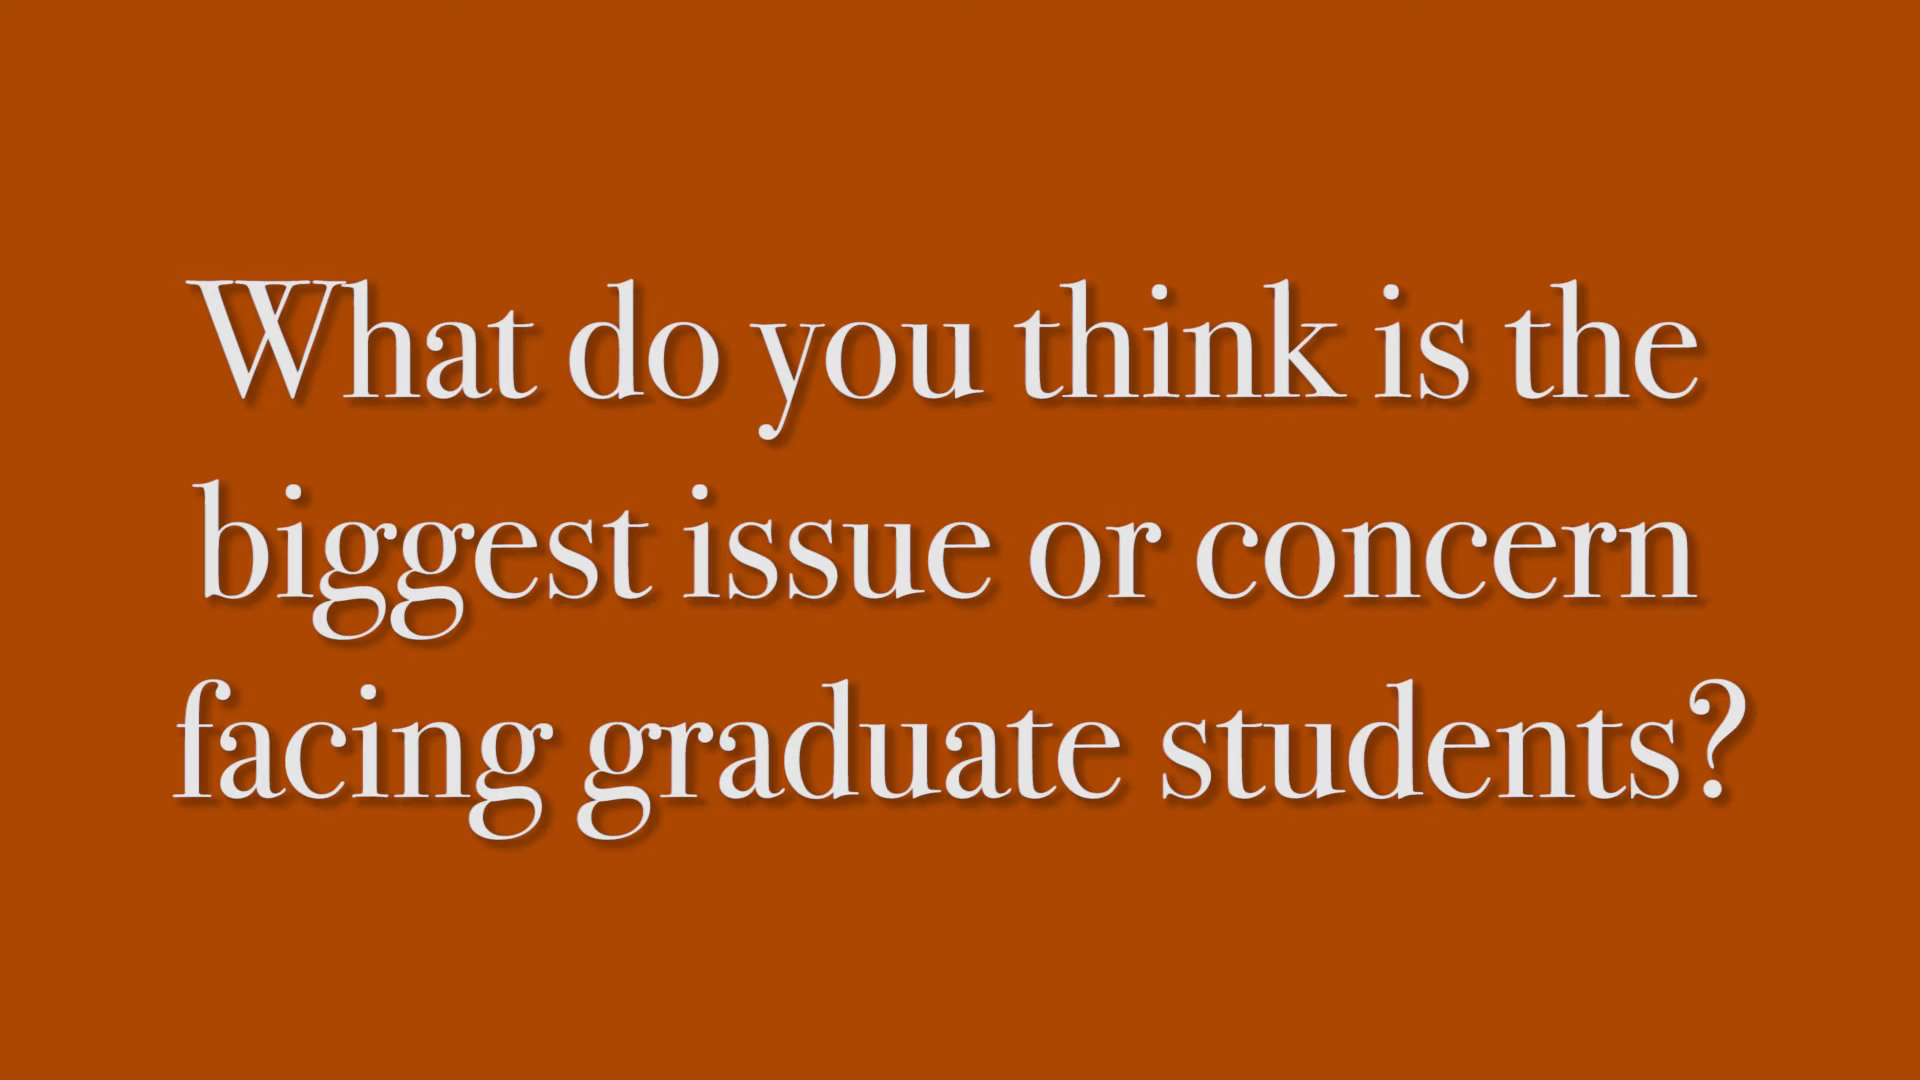 What do you think is the
biggest issue or concern
facing graduate students?